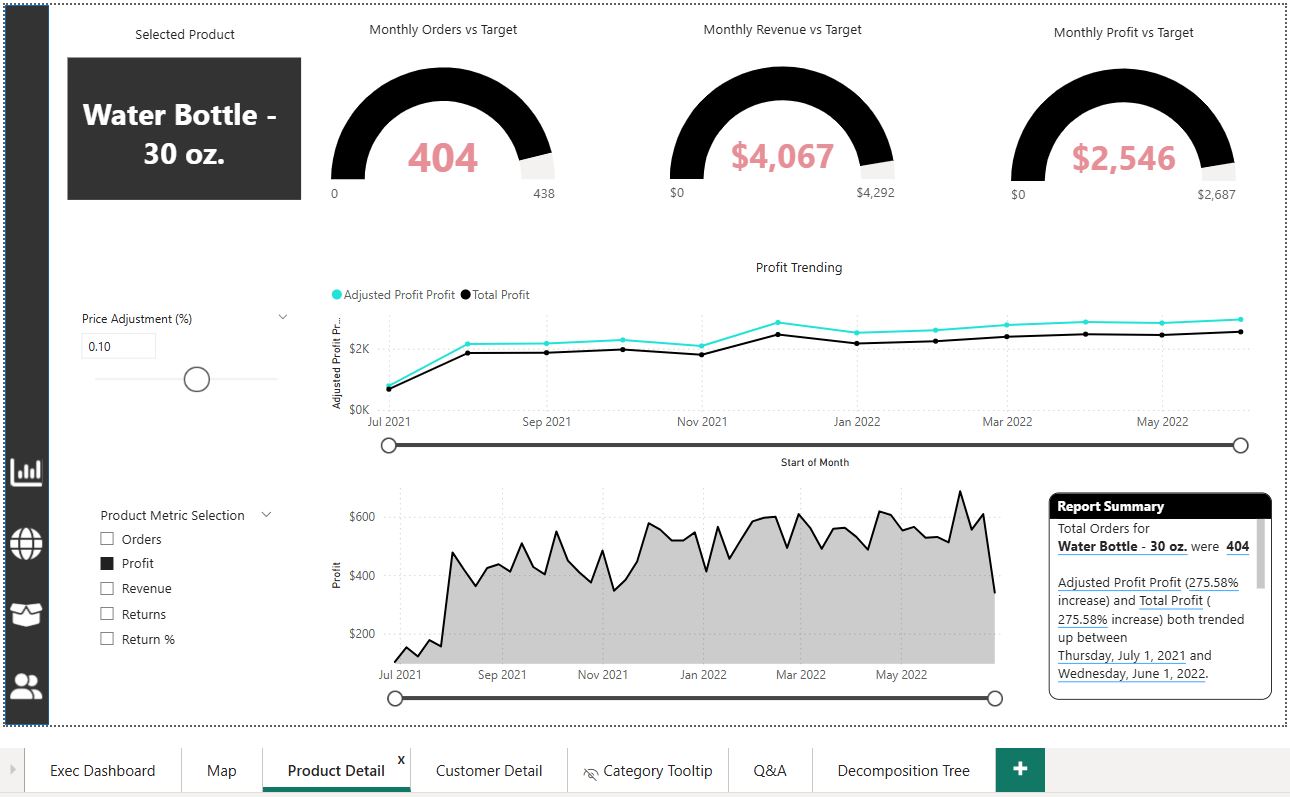 Selected Product
Water Bottle -
30 oz.
Monthly Orders vs Target
404
0
438
Monthly Revenue vs Target
$4,067
$0
$4,292
Monthly Profit vs Target
$2,546
$0
$2,687
Price Adjustment (%)
0.10
Profit Trending
Adjusted Profit Profit
Total Profit
Adjusted Profit Pr...
$2K
$0K
Jul 2021
Sep 2021
Nov 2021
Jan 2022
Mar 2022
May 2022
Start of Month
Product Metric Selection
Orders
Profit
Revenue
Returns
Return %
Profit
$600
$400
$200
Jul 2021
Sep 2021
Nov 2021
Jan 2022
Mar 2022
May 2022
Report Summary
Total Orders for
Water Bottle - 30 oz. were 404
Adjusted Profit Profit (275.58%
increase) and Total Profit (
275.58% increase) both trended
up between
Thursday, July 1, 2021 and
Wednesday, June 1, 2022.
Exec Dashboard
Map
Product Detail
x
Customer Detail
Category Tooltip
Q&A
Decomposition Tree
+